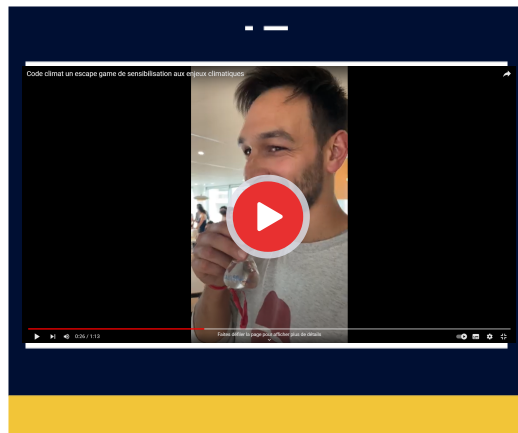 Code climat un escape game de sensibilisation aux enjeux climatiques
Faites défiler la page pour afficher plus de détails
0:26 / 1:13